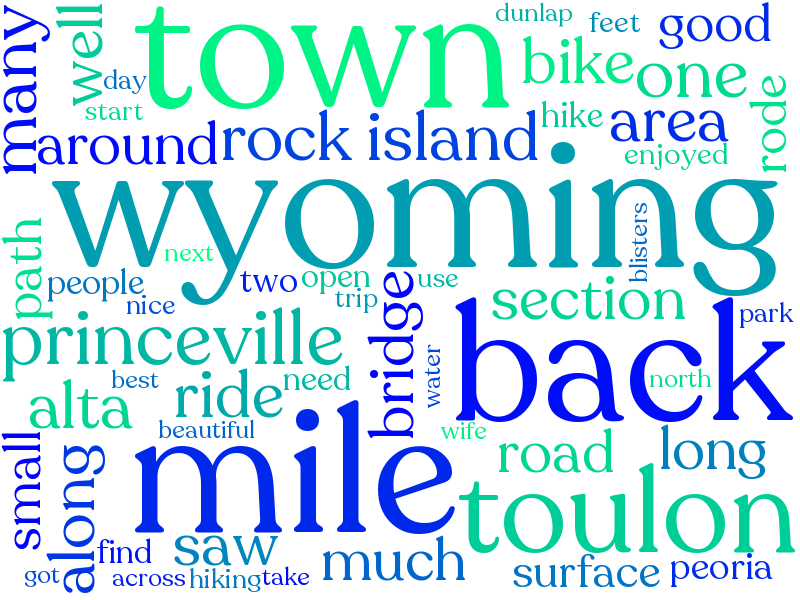 dunlap
feet
good
many
well
town
day
start
bike
one
rode
around
rock island
hike
area
enjoyed
wyoming
blisters
path
next
people
nice
two
open
trip
use
bridge
section
park
princeville
back
best
ride
need
water
north
alta
beautiful
mile
wife
road
long
small
along
toulon
find
saw
much
surface
peoria
got
across
hiking
take